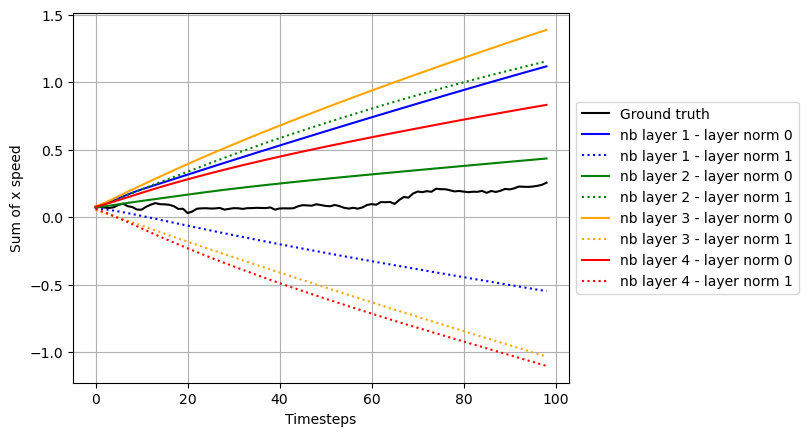 1.5
1.0
0.5
0.0
−0.5
−1.0
Sum of x speed
0
20
40
60
80
100
Timesteps
Ground truth
nb layer 1 - layer norm 0
nb layer 1 - layer norm 1
nb layer 2 - layer norm 0
nb layer 2 - layer norm 1
nb layer 3 - layer norm 0
nb layer 3 - layer norm 1
nb layer 4 - layer norm 0
nb layer 4 - layer norm 1